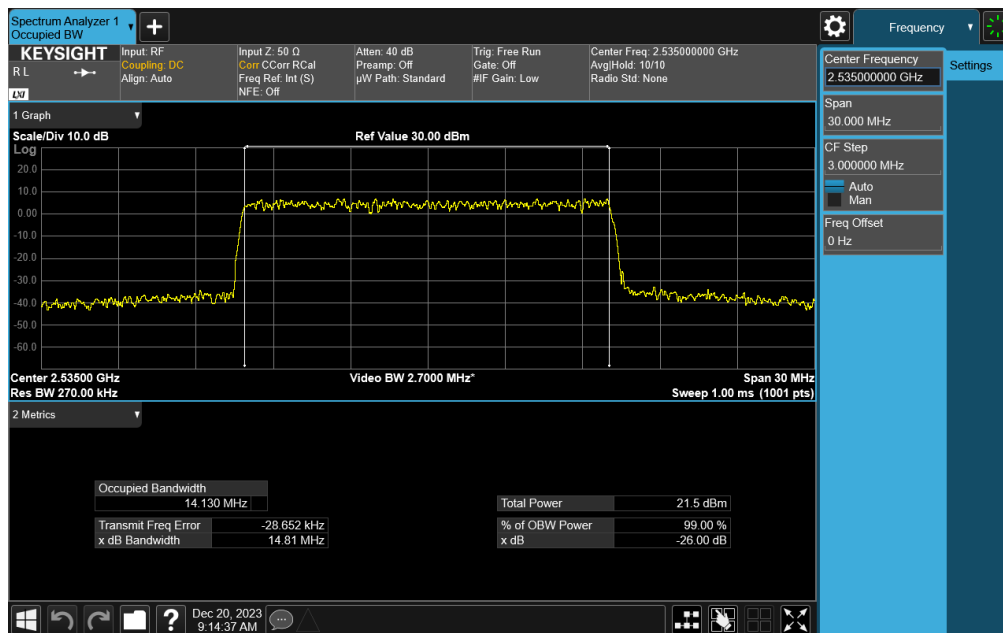 Spectrum Analyzer 1
Occupied BW
Frequency
KEYSIGHT
R L
LXI
Input: RF
Coupling: DC
Align: Auto
Input Z: 50 Ω
Corr CCorr RCal
Freq Ref: Int (S)
NFE: Off
Atten: 40 dB
Preamp: Off
µW Path: Standard
Trig: Free Run
Gate: Off
#IF Gain: Low
Center Freq: 2.535000000 GHz
Avg|Hold: 10/10
Radio Std: None
Center Frequency
2.535000000 GHz
Settings
Span
30.000 MHz
CF Step
3.000000 MHz
Auto
Man
Freq Offset
0 Hz
1 Graph
Scale/Div 10.0 dB
Ref Value 30.00 dBm
Log
20.0
10.0
0.00
-10.0
-20.0
-30.0
-40.0
-50.0
-60.0
Center 2.53500 GHz
Video BW 2.7000 MHz*
Span 30 MHz
Res BW 270.00 kHz
Sweep 1.00 ms (1001 pts)
2 Metrics
Occupied Bandwidth
14.130 MHz
Total Power 21.5 dBm
Transmit Freq Error -28.652 kHz
% of OBW Power 99.00 %
x dB Bandwidth 14.81 MHz
x dB -26.00 dB
Dec 20, 2023
9:14:37 AM